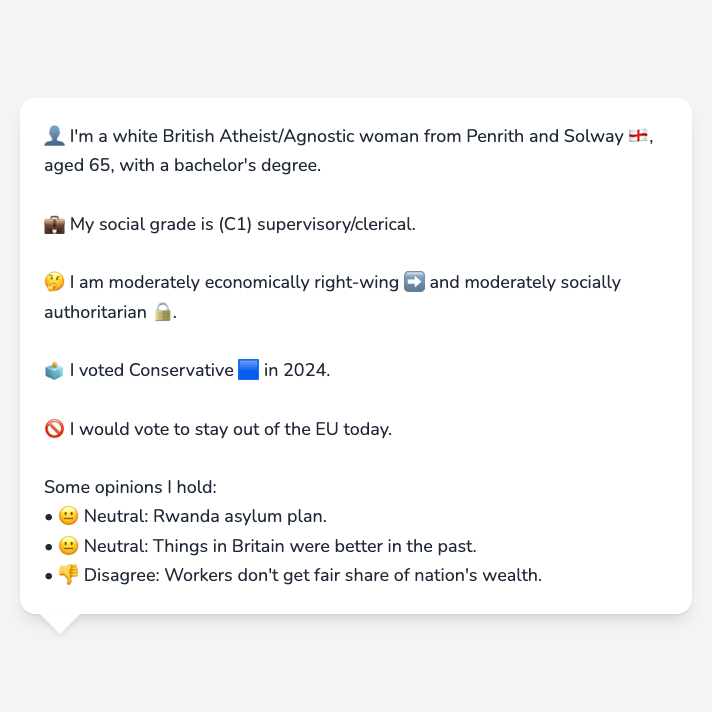 👤 I'm a white British Atheist/Agnostic woman from Penrith and Solway 🏴󠁧󠁢󠁥󠁮󠁧󠁿,
aged 65, with a bachelor's degree.
💼 My social grade is (C1) supervisory/clerical.
🤔 I am moderately economically right-wing ➡️ and moderately socially
authoritarian 🔒.
🗳️ I voted Conservative 🟦 in 2024.
🚫 I would vote to stay out of the EU today.
Some opinions I hold:
• 😐 Neutral: Rwanda asylum plan.
• 😐 Neutral: Things in Britain were better in the past.
• 👎 Disagree: Workers don't get fair share of nation's wealth.